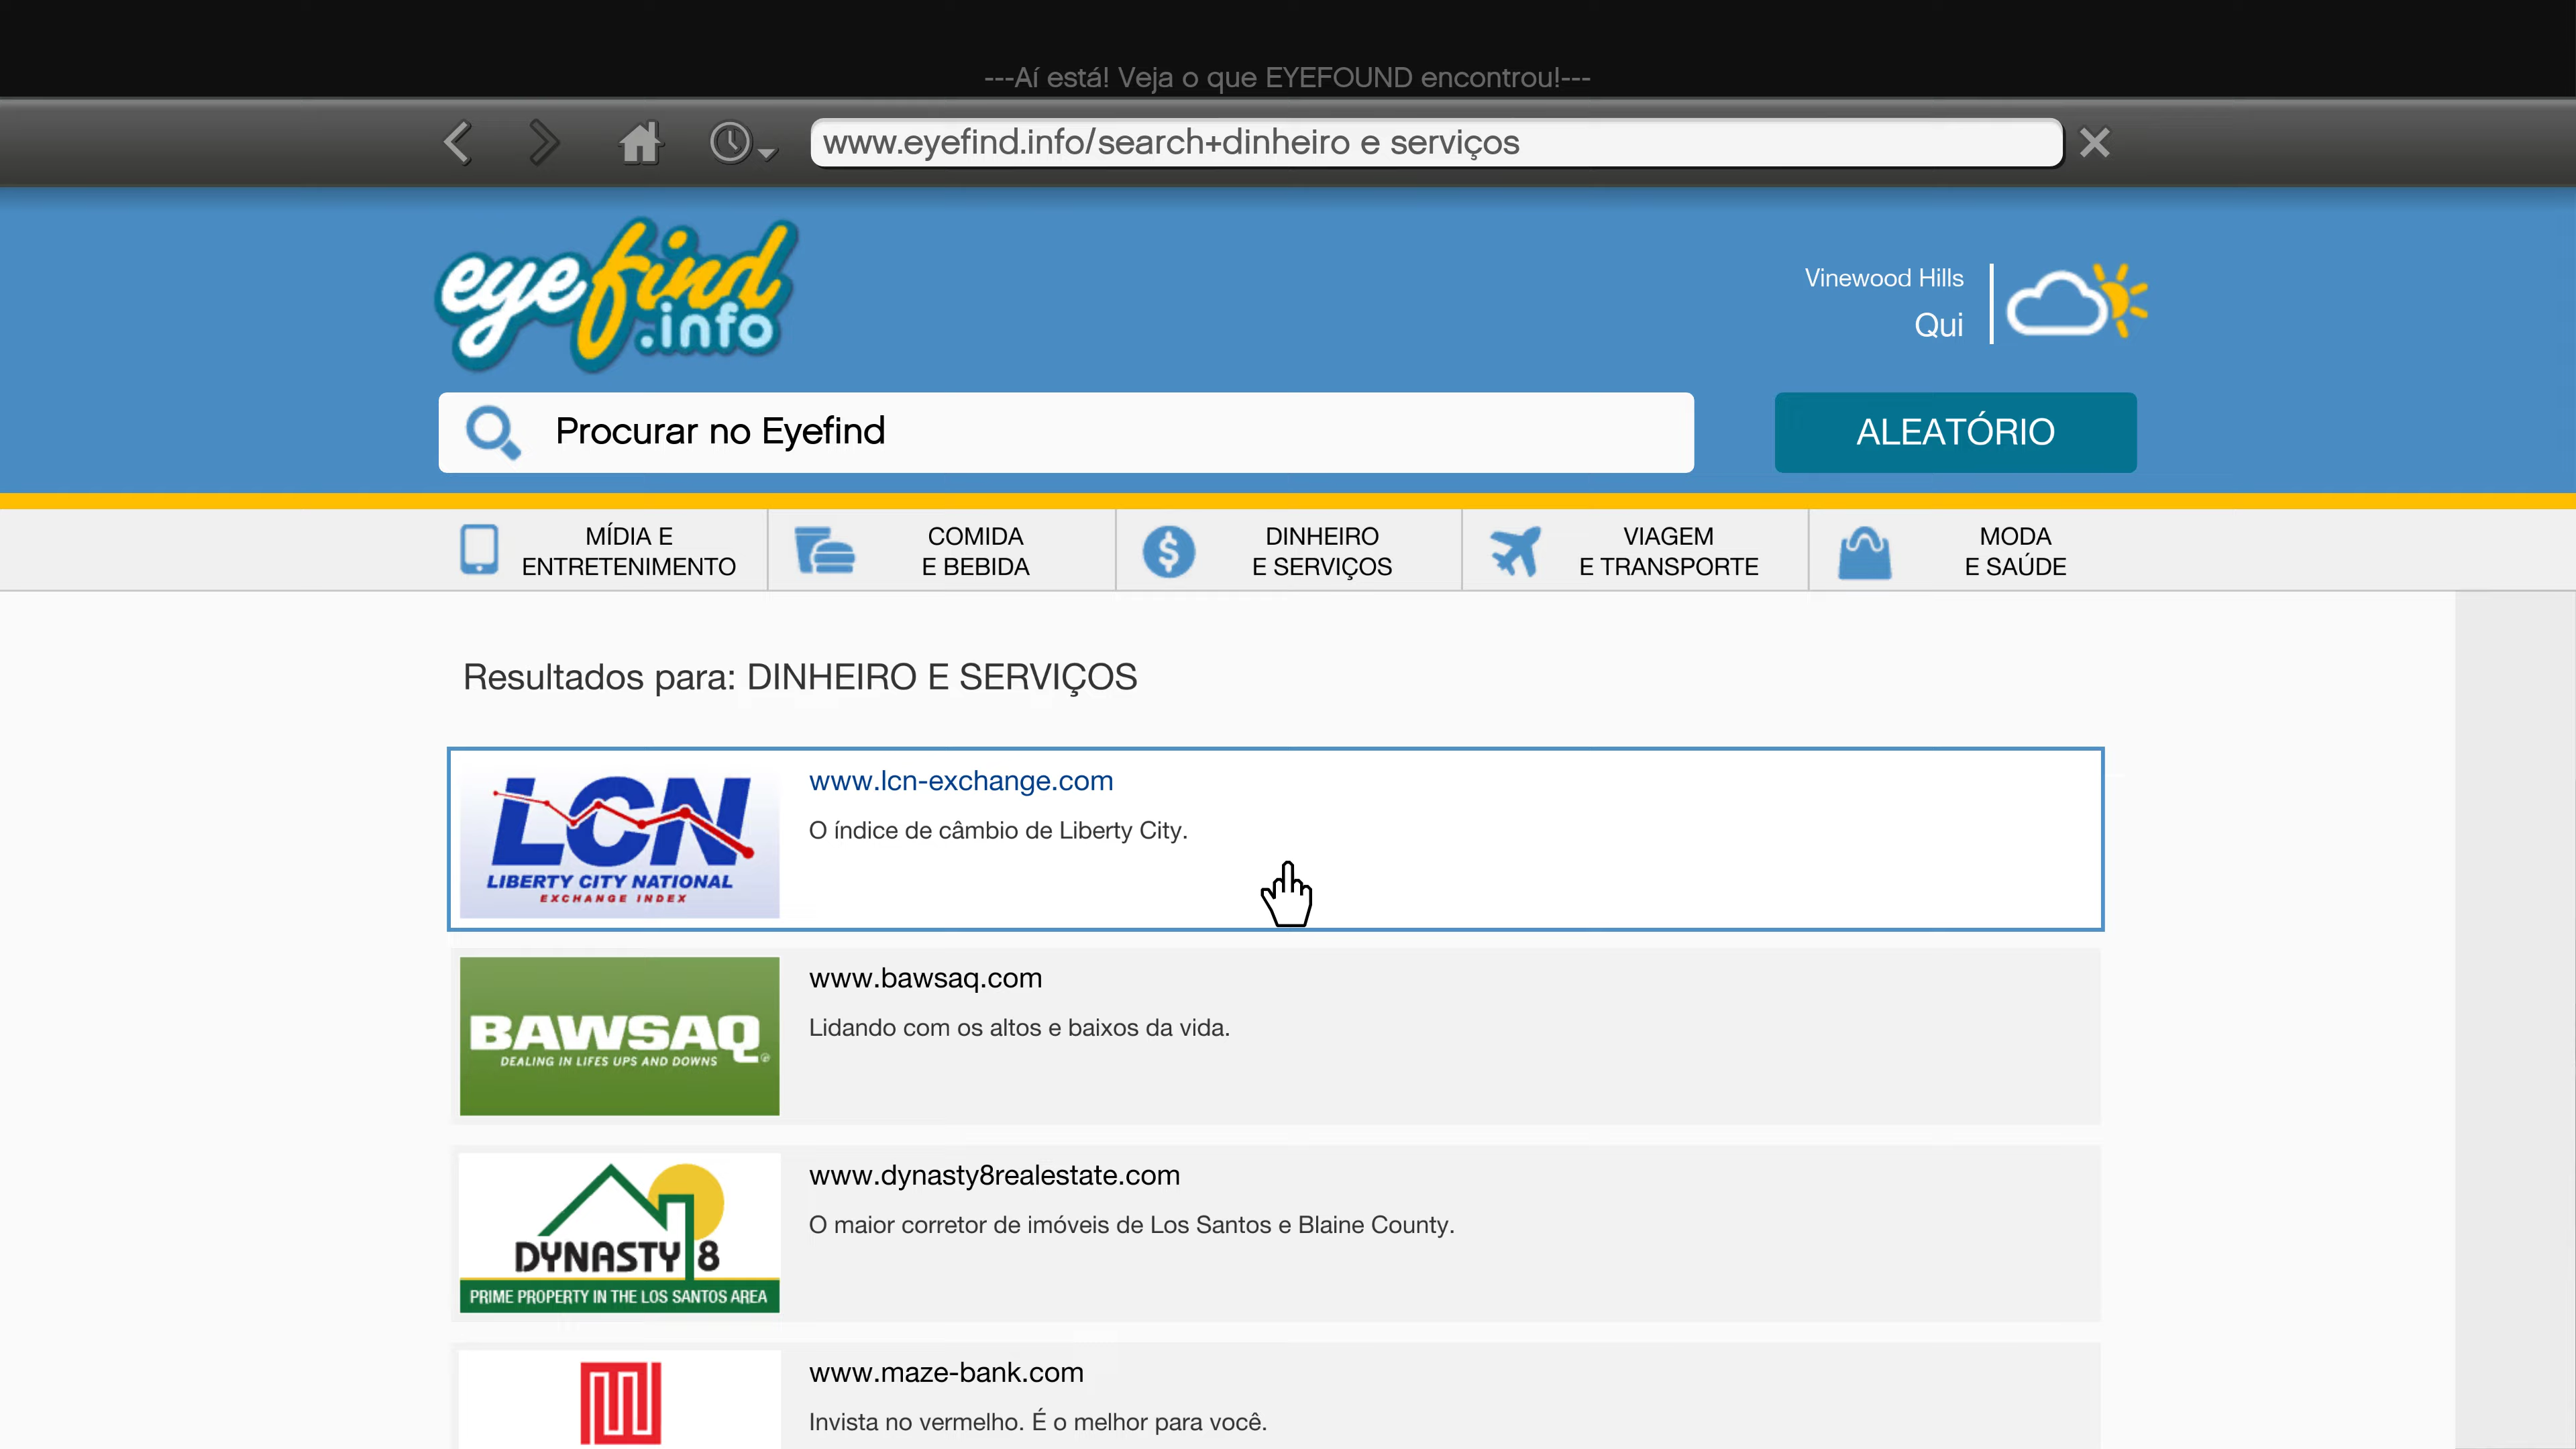 ---Aí está! Veja o que EYEFOUND encontrou!---
www.eyefind.info/search+dinheiro e serviços
eyefind
.info
Vinewood Hills
Qui
Procurar no Eyefind
ALEATÓRIO
MÍDIA E
ENTRETENIMENTO
COMIDA
E BEBIDA
DINHEIRO
E SERVIÇOS
VIAGEM
E TRANSPORTE
MODA
E SAÚDE
Resultados para: DINHEIRO E SERVIÇOS
LCN
LIBERTY CITY NATIONAL
EXCHANGE INDEX
www.lcn-exchange.com
O índice de câmbio de Liberty City.
BAWSAQ
DEALING IN LIFES UPS AND DOWNS
www.bawsaq.com
Lidando com os altos e baixos da vida.
DYNASTY 8
PRIME PROPERTY IN THE LOS SANTOS AREA
www.dynasty8realestate.com
O maior corretor de imóveis de Los Santos e Blaine County.
www.maze-bank.com
Invista no vermelho. É o melhor para você.